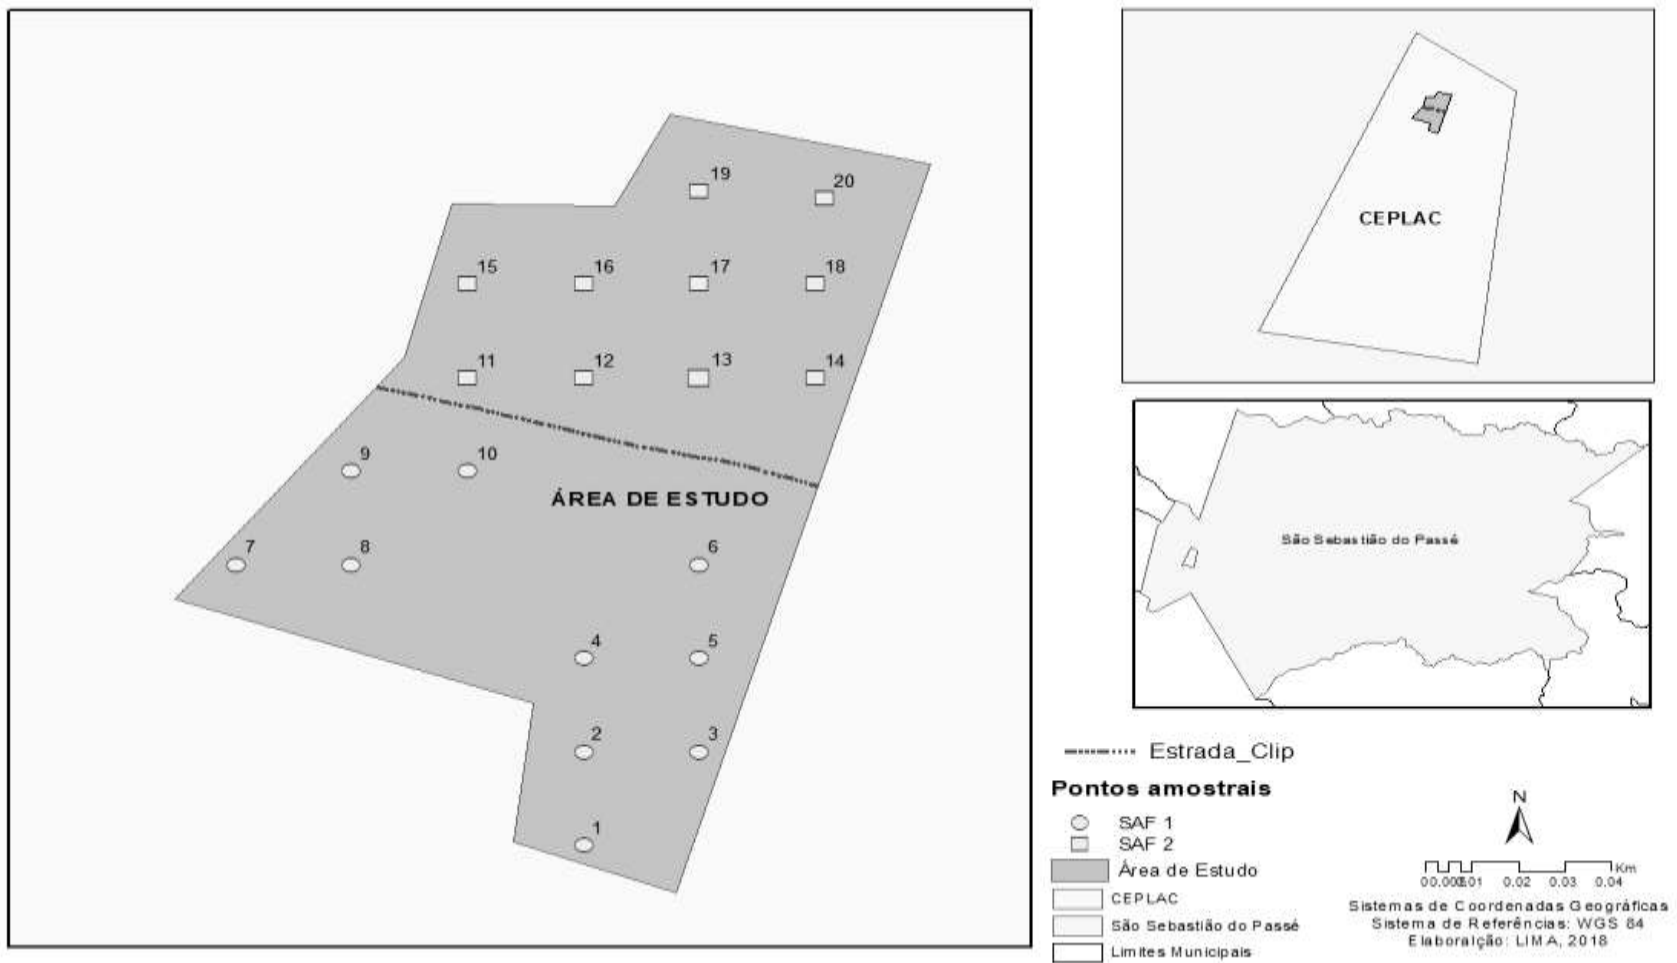 19
20
15
16
17
18
11
12
13
14
9
10
ÁREA DE ESTUDO
7
8
6
4
5
2
3
1
CEPLAC
São Sebastião do Passé
Estrada_Clip
Pontos amostrais
SAF 1
SAF 2
Área de Estudo
CEPLAC
São Sebastião do Passé
Limites Municipais
N
Km
0.02 0.03 0.04
Sistemas de Coordenadas Geográficas
Sistema de Referências: WGS 84
Elaboralção: LIMA, 2018